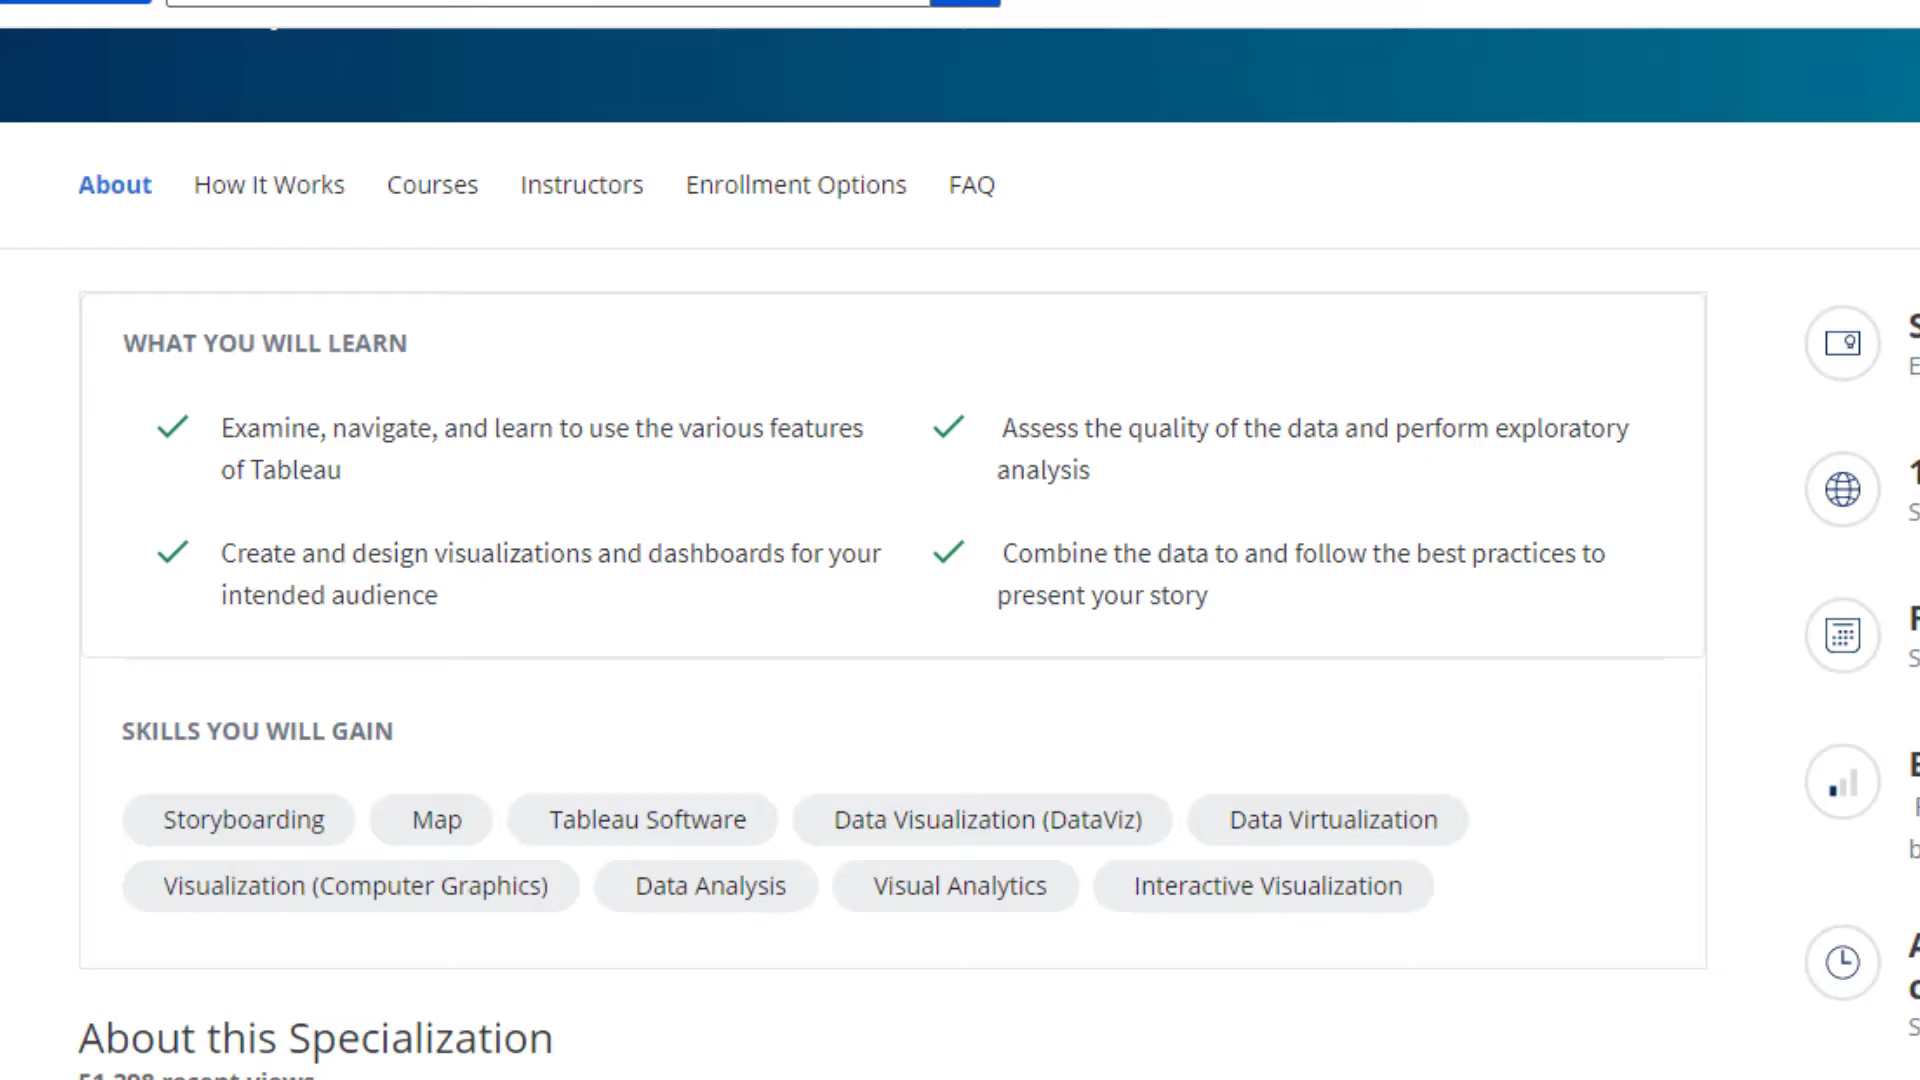 About How It Works Courses Instructors Enrollment Options FAQ
WHAT YOU WILL LEARN
Examine, navigate, and learn to use the various features
of Tableau
Assess the quality of the data and perform exploratory
analysis
Create and design visualizations and dashboards for your
intended audience
Combine the data to and follow the best practices to
present your story
SKILLS YOU WILL GAIN
Storyboarding Map Tableau Software Data Visualization (DataViz) Data Virtualization
Visualization (Computer Graphics) Data Analysis Visual Analytics Interactive Visualization
About this Specialization
recent views